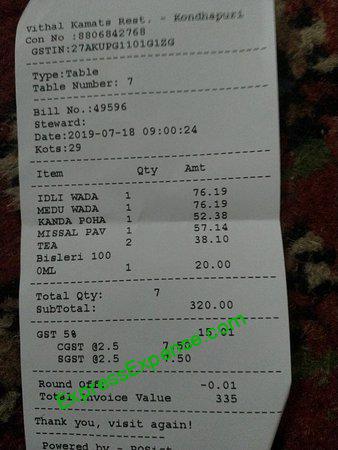 Vithal Kamats Rest. - Kondhapuri
Con No :8806842768
GSTIN:27AKUPG1101G1ZG
Type:Table
Table Number: 7
Bill No.:49596
Steward:
Date:2019-07-18 09:00:24
Kots:29
Item Qty Amt
IDLI WADA 1 76.19
MEDU WADA 1 76.19
KANDA POHA 1 52.38
MISSAL PAV 1 57.14
TEA 2 38.10
Bisleri 100
0ML 1 20.00
Total Qty: 7
SubTotal: 320.00
GST 5% 15.01
CGST @2.5 7.50
SGST @2.5 7.50
Round Off -0.01
Total Invoice Value 335
Thank you, visit again!
Powered by - POSist
ExpressExpense.com